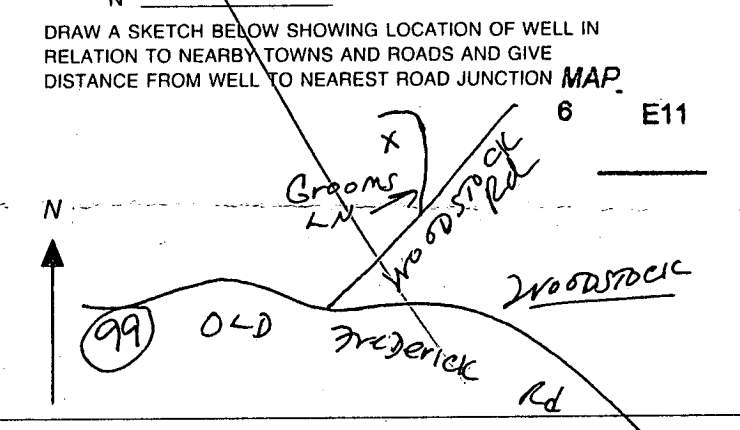 N
DRAW A SKETCH BELOW SHOWING LOCATION OF WELL IN
RELATION TO NEARBY TOWNS AND ROADS AND GIVE
DISTANCE FROM WELL TO NEAREST ROAD JUNCTION MAP
6 E11
X
Grooms
LN
WOODSTOCK
Rd
N
WOODSTOCK
99 OLD Frederick
Rd